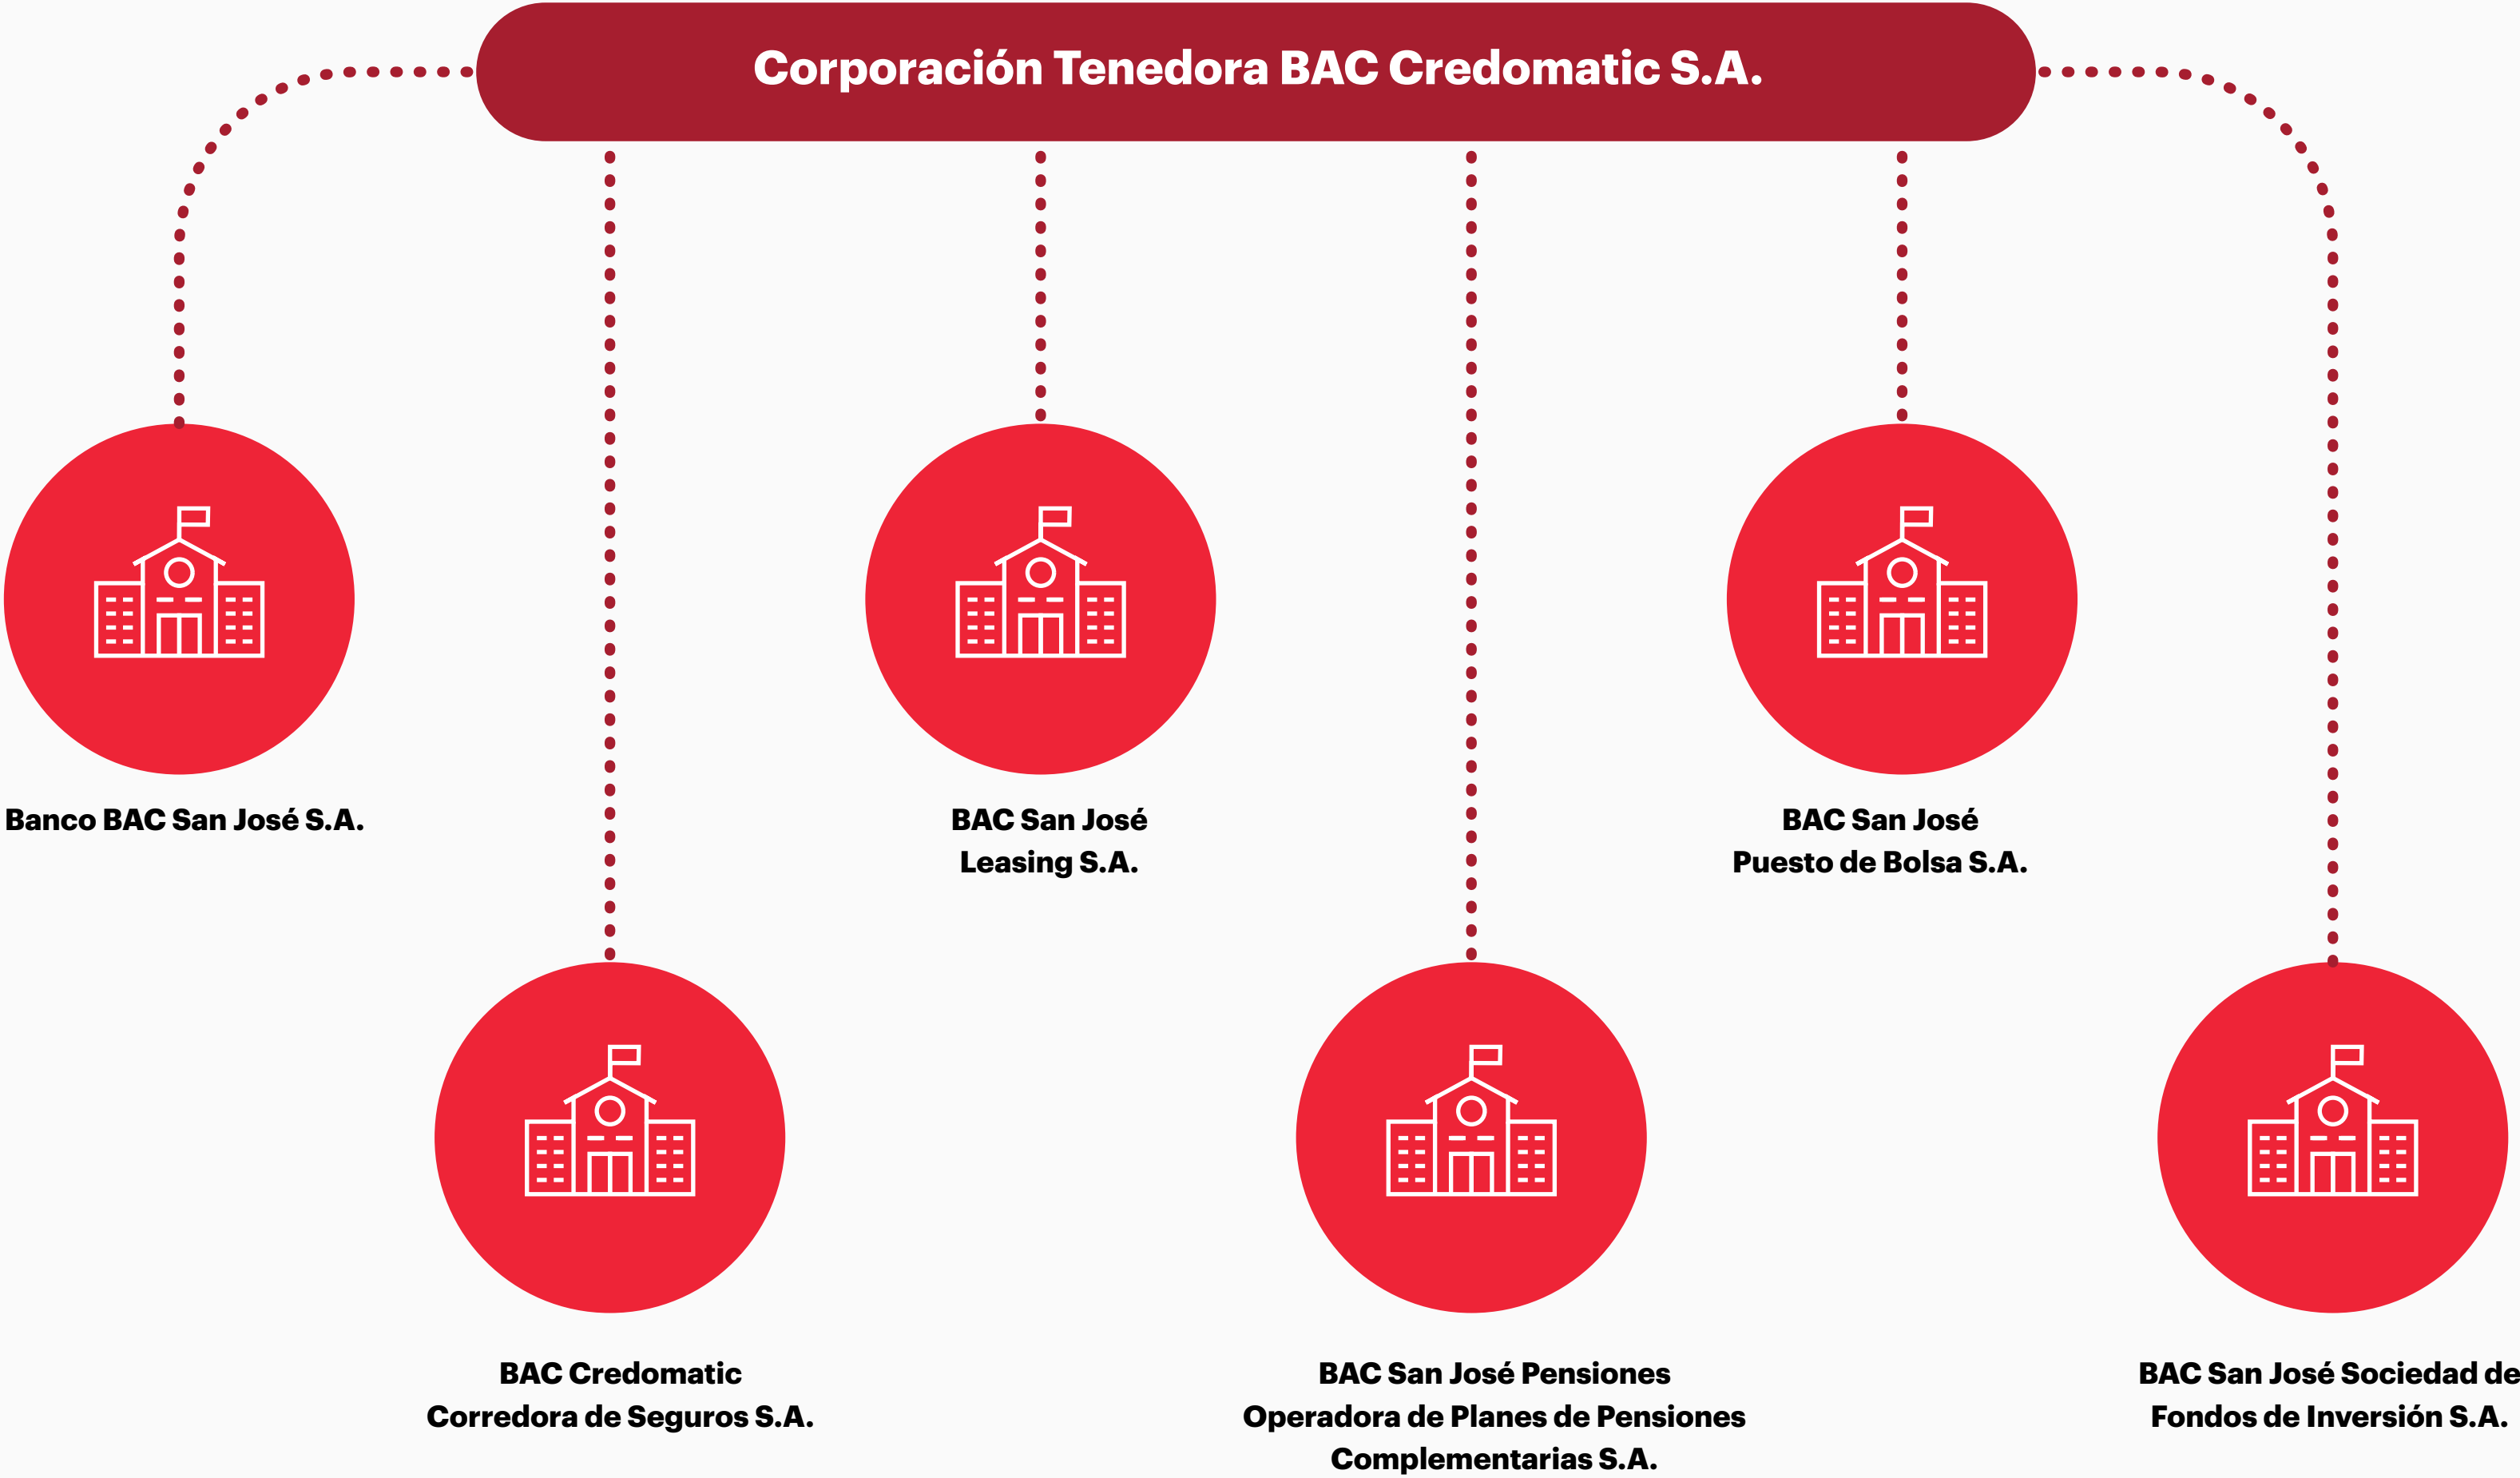 Corporación Tenedora BAC Credomatic S.A.
Banco BAC San José S.A.
BAC San José
Leasing S.A.
BAC San José
Puesto de Bolsa S.A.
BAC Credomatic
Corredora de Seguros S.A.
BAC San José Pensiones
Operadora de Planes de Pensiones
Complementarias S.A.
BAC San José Sociedad de
Fondos de Inversión S.A.